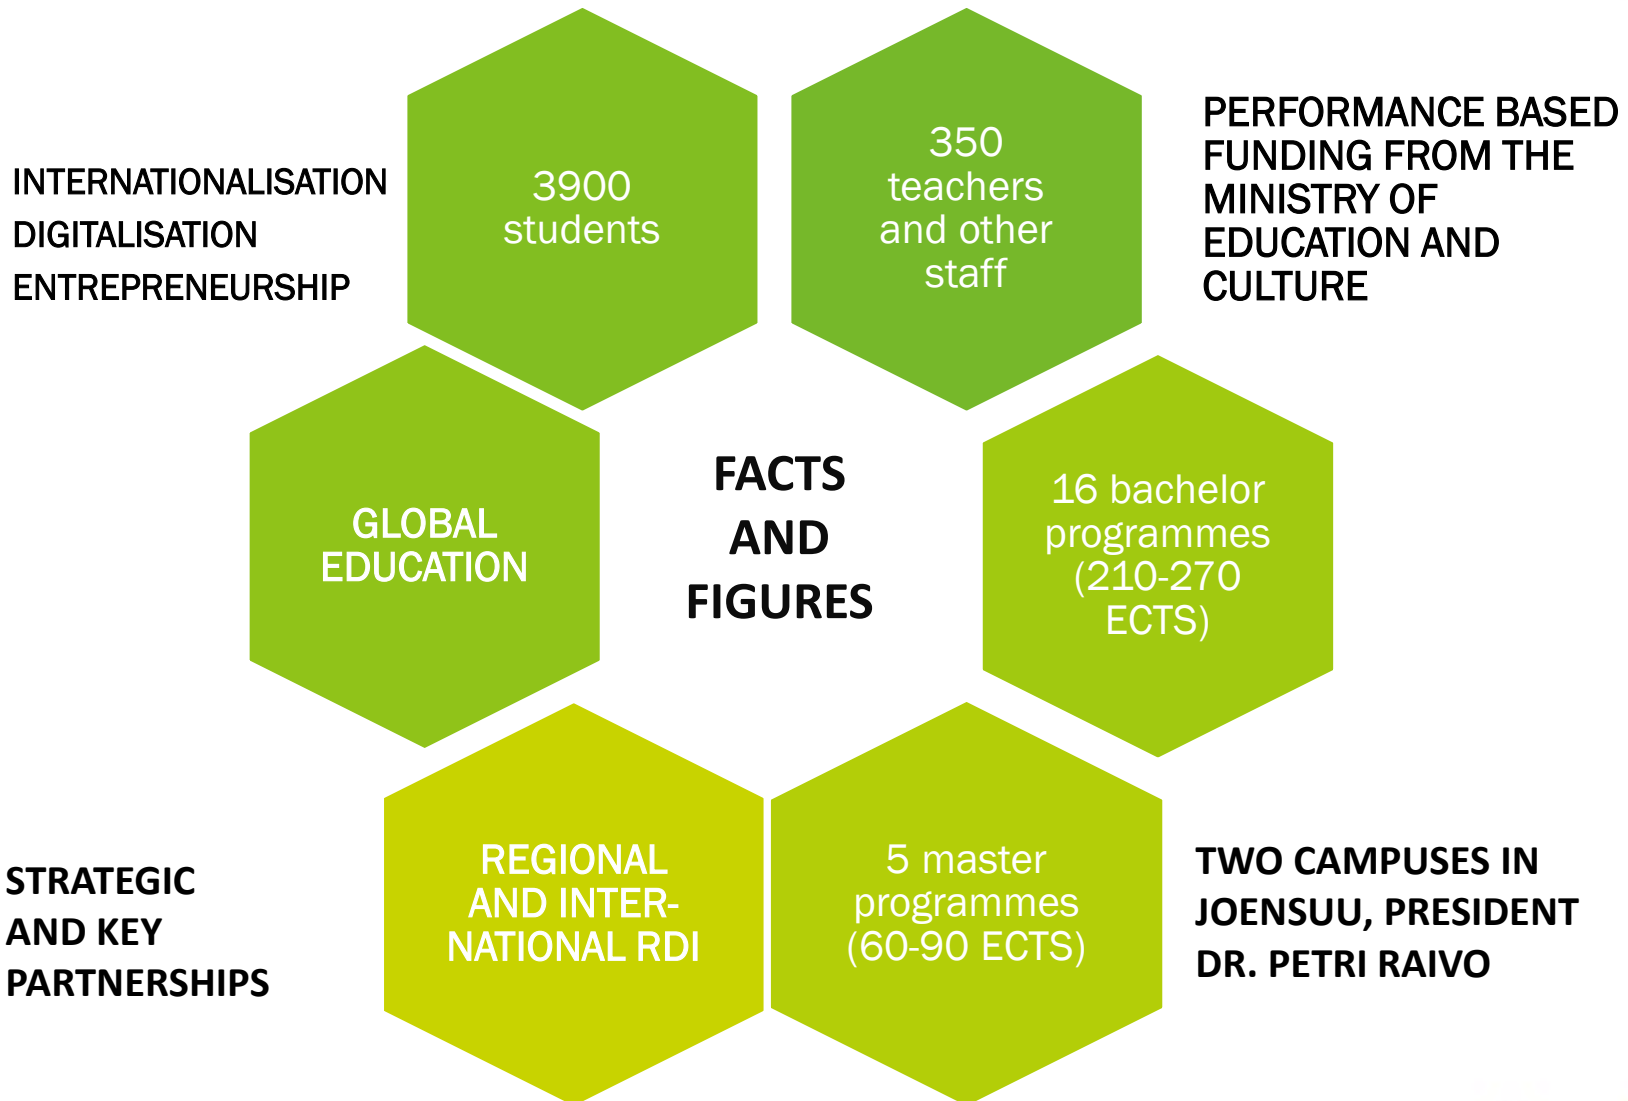 INTERNATIONALISATION
DIGITALISATION
ENTREPRENEURSHIP
3900
students
350
teachers
and other
staff
PERFORMANCE BASED
FUNDING FROM THE
MINISTRY OF
EDUCATION AND
CULTURE
GLOBAL
EDUCATION
FACTS
AND
FIGURES
16 bachelor
programmes
(210-270
ECTS)
STRATEGIC
AND KEY
PARTNERSHIPS
REGIONAL
AND INTER-
NATIONAL RDI
5 master
programmes
(60-90 ECTS)
TWO CAMPUSES IN
JOENSUU, PRESIDENT
DR. PETRI RAIVO